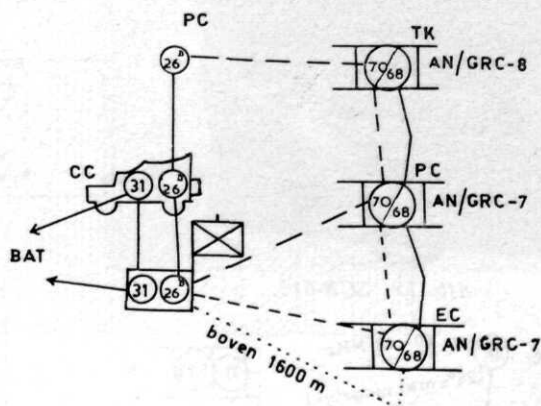 PC
26
TK
70/68
AN/GRC-8
CC
31
26
PC
70/68
AN/GRC-7
BAT
31
26
EC
70/68
AN/GRC-7
boven 1600 m